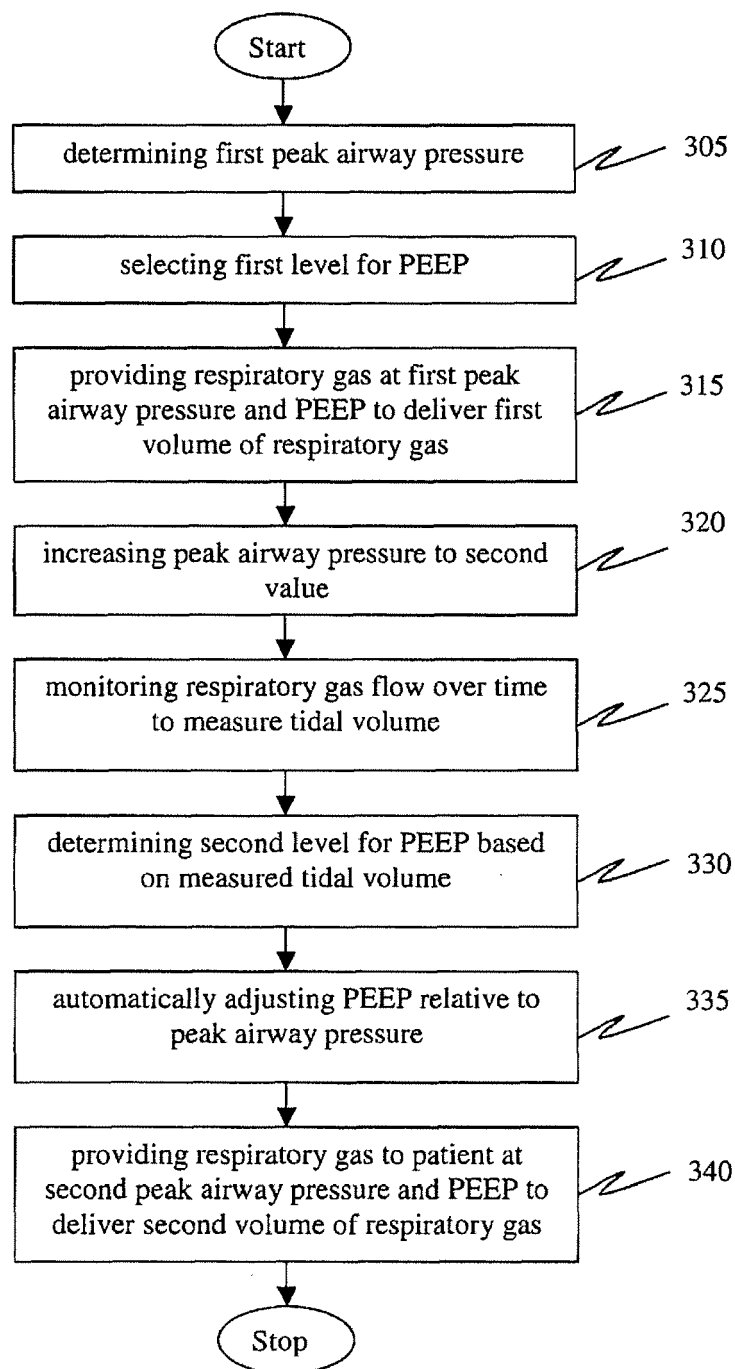 Start
determining first peak airway pressure
305
selecting first level for PEEP
310
providing respiratory gas at first peak
airway pressure and PEEP to deliver first
volume of respiratory gas
315
increasing peak airway pressure to second
value
320
monitoring respiratory gas flow over time
to measure tidal volume
325
determining second level for PEEP based
on measured tidal volume
330
automatically adjusting PEEP relative to
peak airway pressure
335
providing respiratory gas to patient at
second peak airway pressure and PEEP to
deliver second volume of respiratory gas
340
Stop